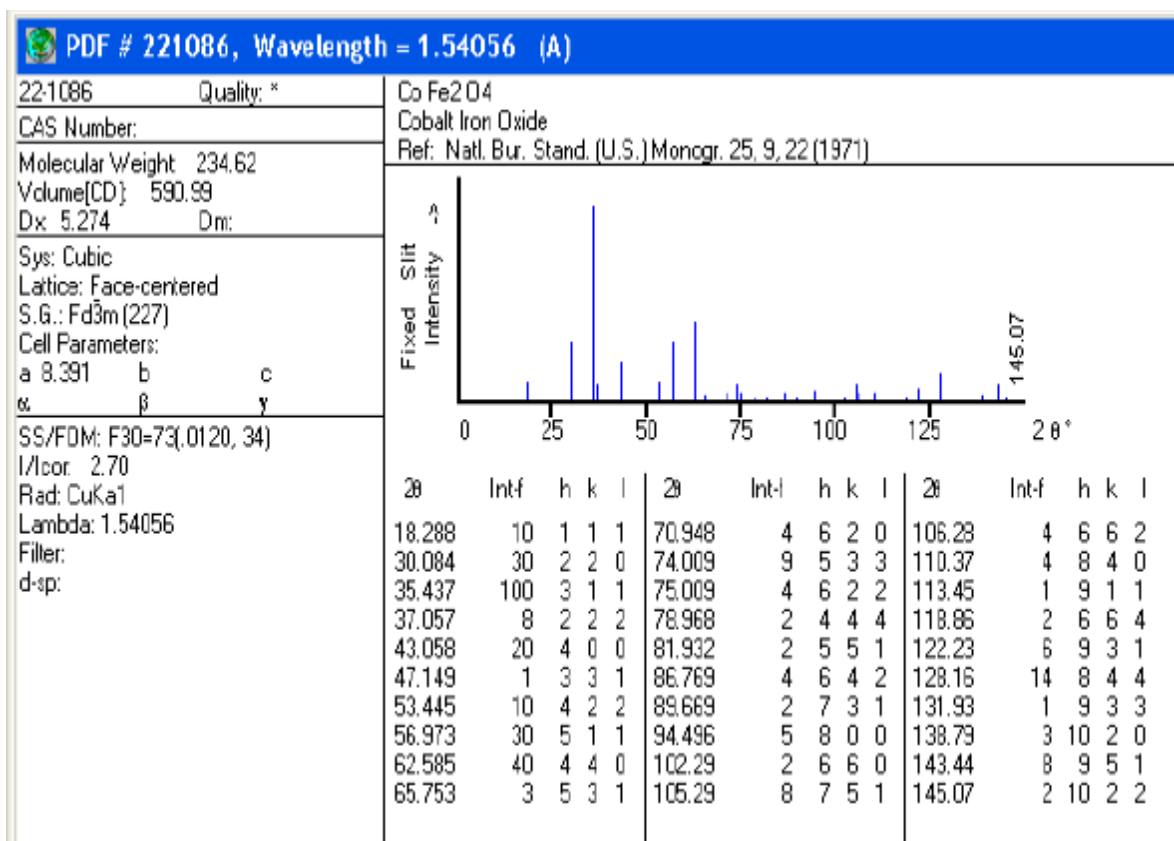 PDF # 221086, Wavelength = 1.54056 (A)
22-1086 Quality: *
CAS Number:
Molecular Weight 234.62
Volume[CD]: 590.99
Dx: 5.274 Dm:
Sys: Cubic
Lattice: Face-centered
S.G.: Fd3̄m (227)
Cell Parameters:
a 8.391 b c
α β γ
SS/FOM: F30=73(.0120, 34)
I/Icor: 2.70
Rad: CuKa1
Lambda: 1.54056
Filter:
d-sp:
Co Fe2 O4
Cobalt Iron Oxide
Ref: Natl. Bur. Stand. (U.S.) Monogr. 25, 9, 22 (1971)
Fixed Slit
Intensity ->
145.07
0 25 50 75 100 125 2 θ °
2θ Int-f h k l 2θ Int-f h k l 2θ Int-f h k l
18.288 10 1 1 1 70.948 4 6 2 0 106.28 4 6 6 2
30.084 30 2 2 0 74.009 9 5 3 3 110.37 4 8 4 0
35.437 100 3 1 1 75.009 4 6 2 2 113.45 1 9 1 1
37.057 8 2 2 2 78.968 2 4 4 4 118.86 2 6 6 4
43.058 20 4 0 0 81.932 2 5 5 1 122.23 6 9 3 1
47.149 1 3 3 1 86.769 4 6 4 2 128.16 14 8 4 4
53.445 10 4 2 2 89.669 2 7 3 1 131.93 1 9 3 3
56.973 30 5 1 1 94.496 5 8 0 0 138.79 3 10 2 0
62.585 40 4 4 0 102.29 2 6 6 0 143.44 8 9 5 1
65.753 3 5 3 1 105.29 8 7 5 1 145.07 2 10 2 2